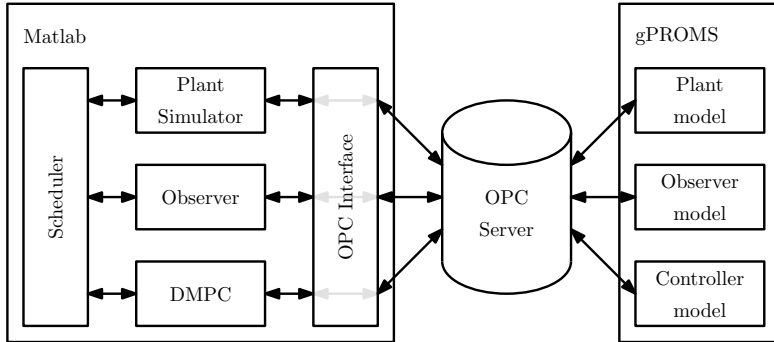 Matlab
Scheduler
Plant
Simulator
Observer
DMPC
OPC Interface
OPC
Server
gPROMS
Plant
model
Observer
model
Controller
model